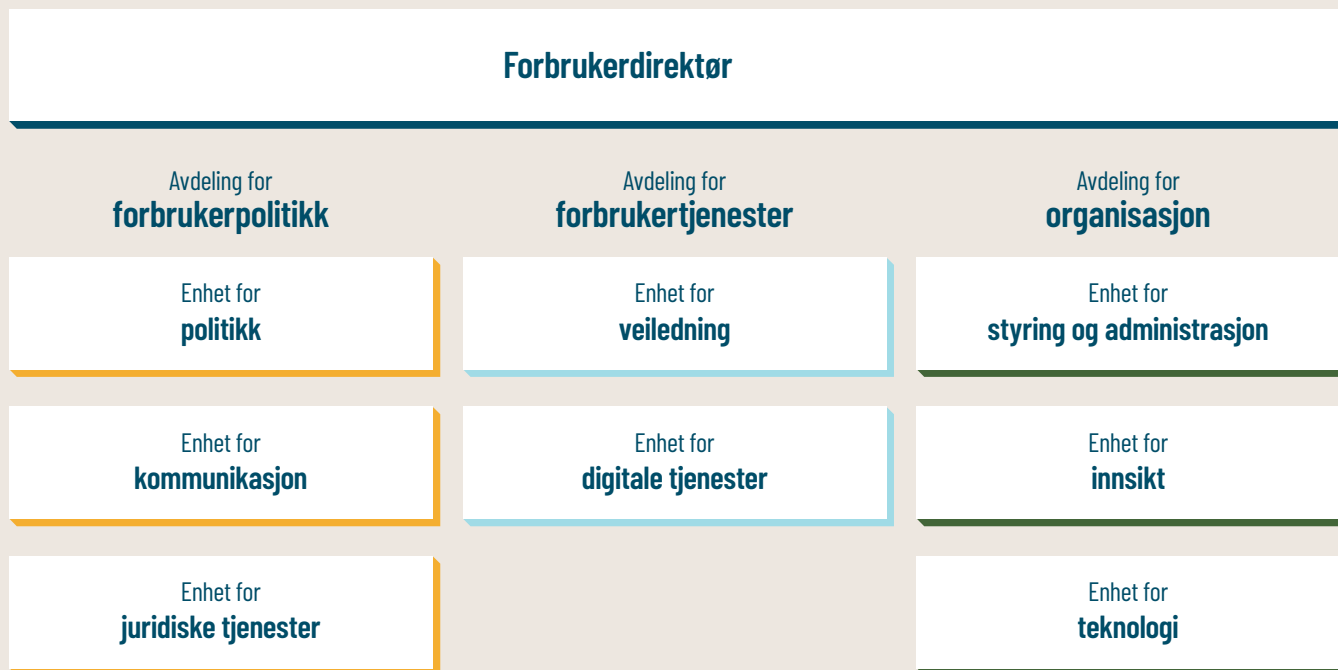 Forbrukerdirektør
Avdeling for
forbrukerpolitikk
Enhet for
politikk
Enhet for
kommunikasjon
Enhet for
juridiske tjenester
Avdeling for
forbrukertjenester
Enhet for
veiledning
Enhet for
digitale tjenester
Avdeling for
organisasjon
Enhet for
styring og administrasjon
Enhet for
innsikt
Enhet for
teknologi